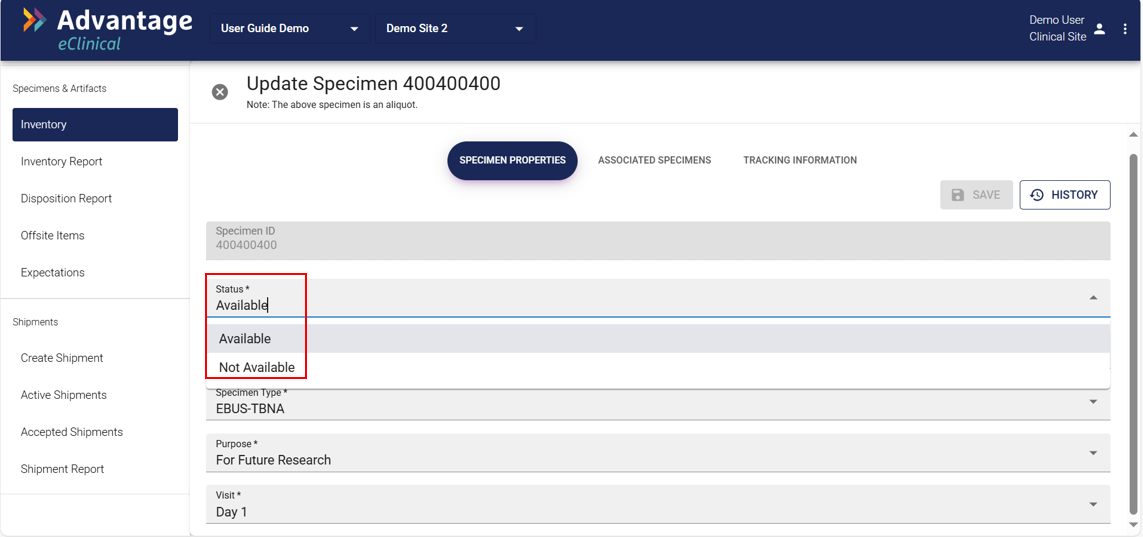 Advantage
eClinical
User Guide Demo
Demo Site 2
Demo User
Clinical Site
Specimens & Artifacts
Inventory
Inventory Report
Disposition Report
Offsite Items
Expectations
Shipments
Create Shipment
Active Shipments
Accepted Shipments
Shipment Report
Update Specimen 400400400
Note: The above specimen is an aliquot.
SPECIMEN PROPERTIES
ASSOCIATED SPECIMENS
TRACKING INFORMATION
SAVE
HISTORY
Specimen ID
400400400
Status *
Available
Available
Not Available
Specimen Type *
EBUS-TBNA
Purpose *
For Future Research
Visit *
Day 1